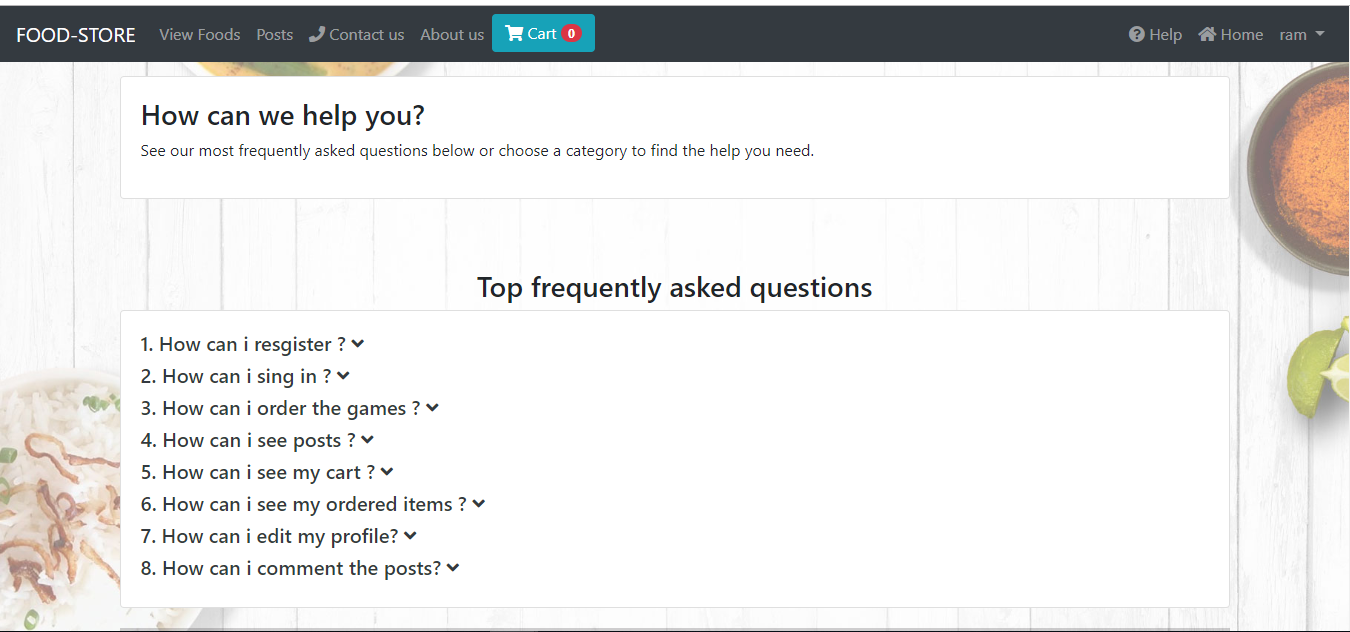 FOOD-STORE View Foods Posts Contact us About us Cart 0 Help Home ram
How can we help you?
See our most frequently asked questions below or choose a category to find the help you need.
Top frequently asked questions
1. How can i resgister ?
2. How can i sing in ?
3. How can i order the games ?
4. How can i see posts ?
5. How can i see my cart ?
6. How can i see my ordered items ?
7. How can i edit my profile?
8. How can i comment the posts?